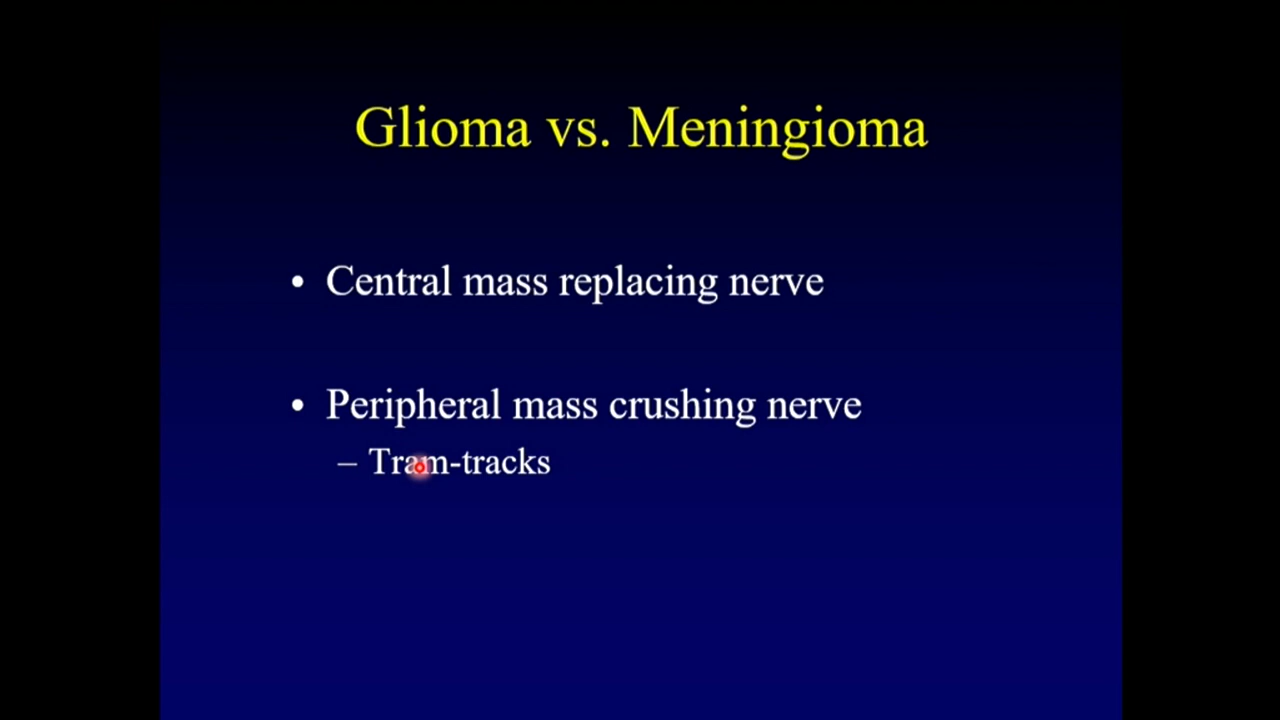 Glioma vs. Meningioma
• Central mass replacing nerve
• Peripheral mass crushing nerve
– Tram-tracks